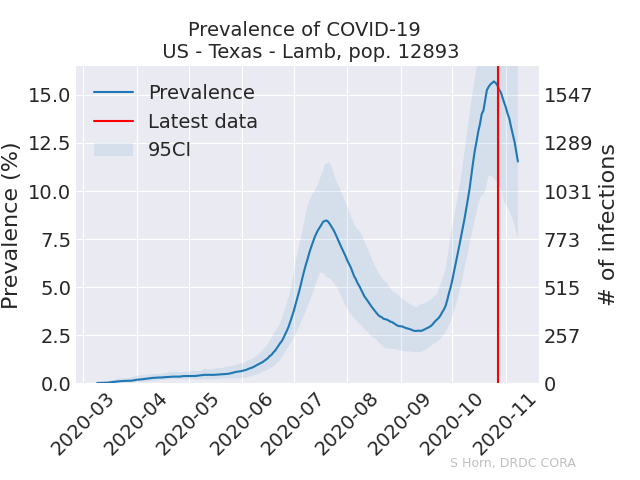 Prevalence of COVID-19
US - Texas - Lamb, pop. 12893
Prevalence
Latest data
95CI
Prevalence (%)
15.0
12.5
10.0
7.5
5.0
2.5
0.0
1547
1289
1031
773
515
257
0
# of infections
2020-03
2020-04
2020-05
2020-06
2020-07
2020-08
2020-09
2020-10
2020-11
S Horn, DRDC CORA